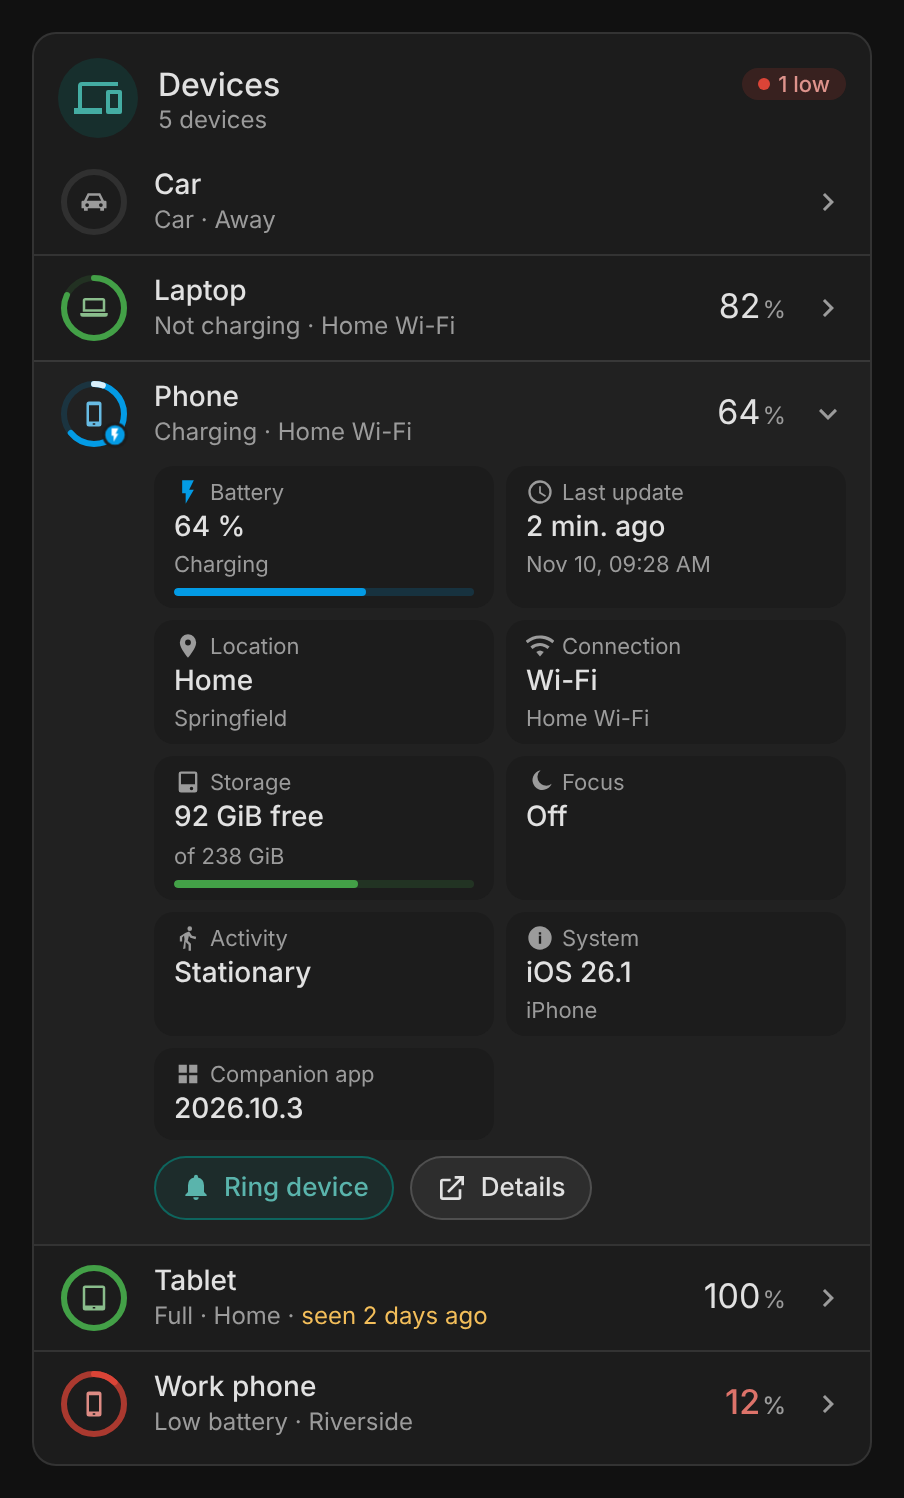 Devices
5 devices
1 low
Car
Car · Away
Laptop
Not charging · Home Wi-Fi
82%
Phone
Charging · Home Wi-Fi
64%
Battery
64 %
Charging
Last update
2 min. ago
Nov 10, 09:28 AM
Location
Home
Springfield
Connection
Wi-Fi
Home Wi-Fi
Storage
92 GiB free
of 238 GiB
Focus
Off
Activity
Stationary
System
iOS 26.1
iPhone
Companion app
2026.10.3
Ring device
Details
Tablet
Full · Home · seen 2 days ago
100%
Work phone
Low battery · Riverside
12%